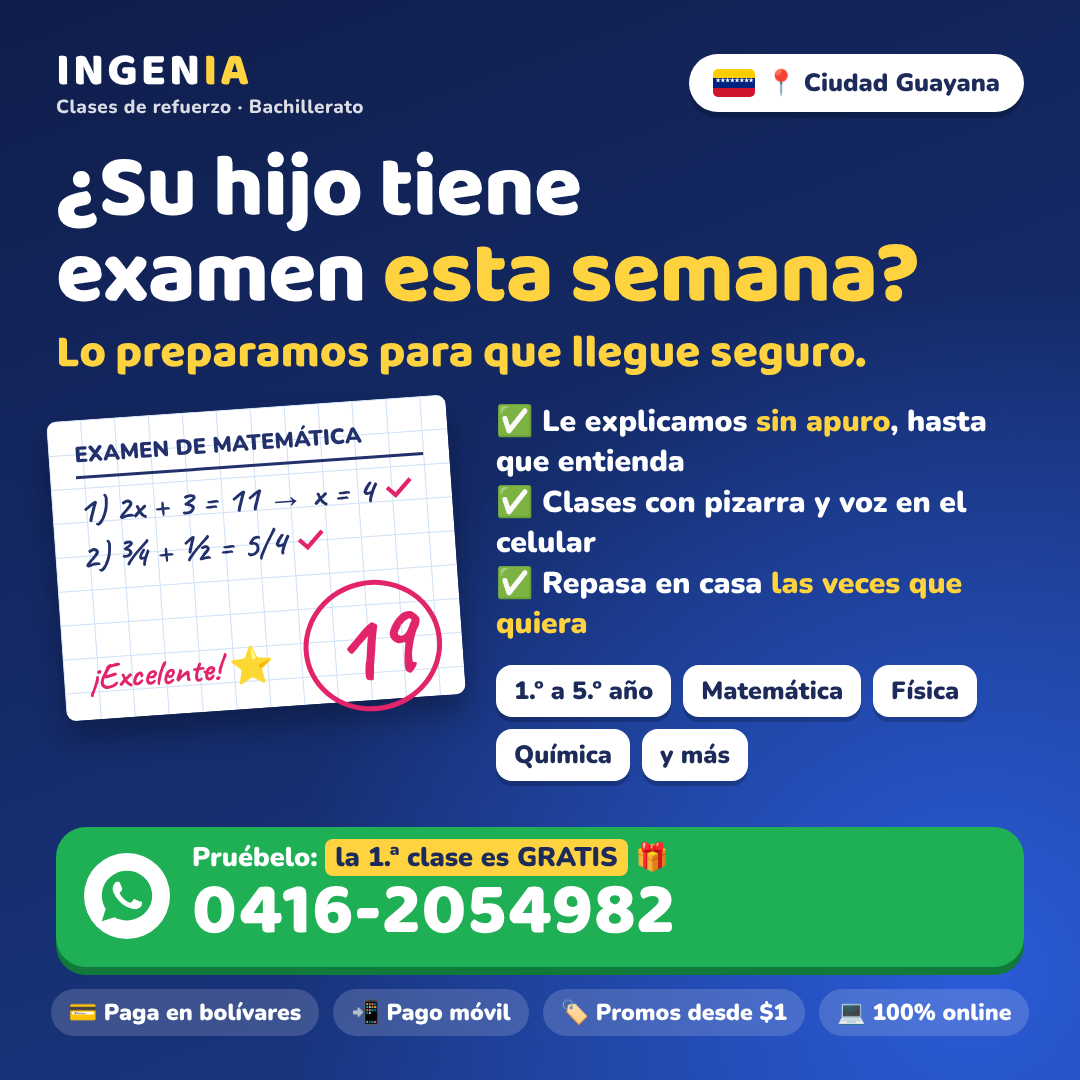 INGENIA
Clases de refuerzo · Bachillerato
📍 Ciudad Guayana
¿Su hijo tiene
examen esta semana?
Lo preparamos para que llegue seguro.
EXAMEN DE MATEMÁTICA
1) 2x + 3 = 11 → x = 4 ✓
2) ¾ + ½ = 5/4 ✓
¡Excelente! ⭐
19
✅ Le explicamos sin apuro, hasta
que entienda
✅ Clases con pizarra y voz en el
celular
✅ Repasa en casa las veces que
quiera
1.º a 5.º año
Matemática
Física
Química
y más
Pruébelo: la 1.ª clase es GRATIS 🎁
0416-2054982
💳 Paga en bolívares
📲 Pago móvil
🏷️ Promos desde $1
💻 100% online